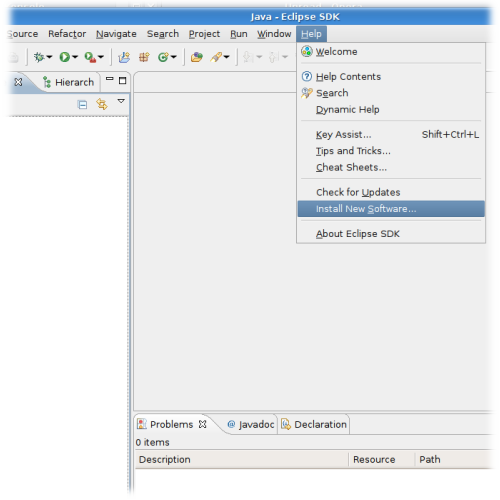 Java - Eclipse SDK
Source Refactor Navigate Search Project Run Window Help
Hierarch
Welcome
Help Contents
Search
Dynamic Help
Key Assist... Shift+Ctrl+L
Tips and Tricks...
Cheat Sheets...
Check for Updates
Install New Software...
About Eclipse SDK
Problems @ Javadoc Declaration
0 items
Description Resource Path